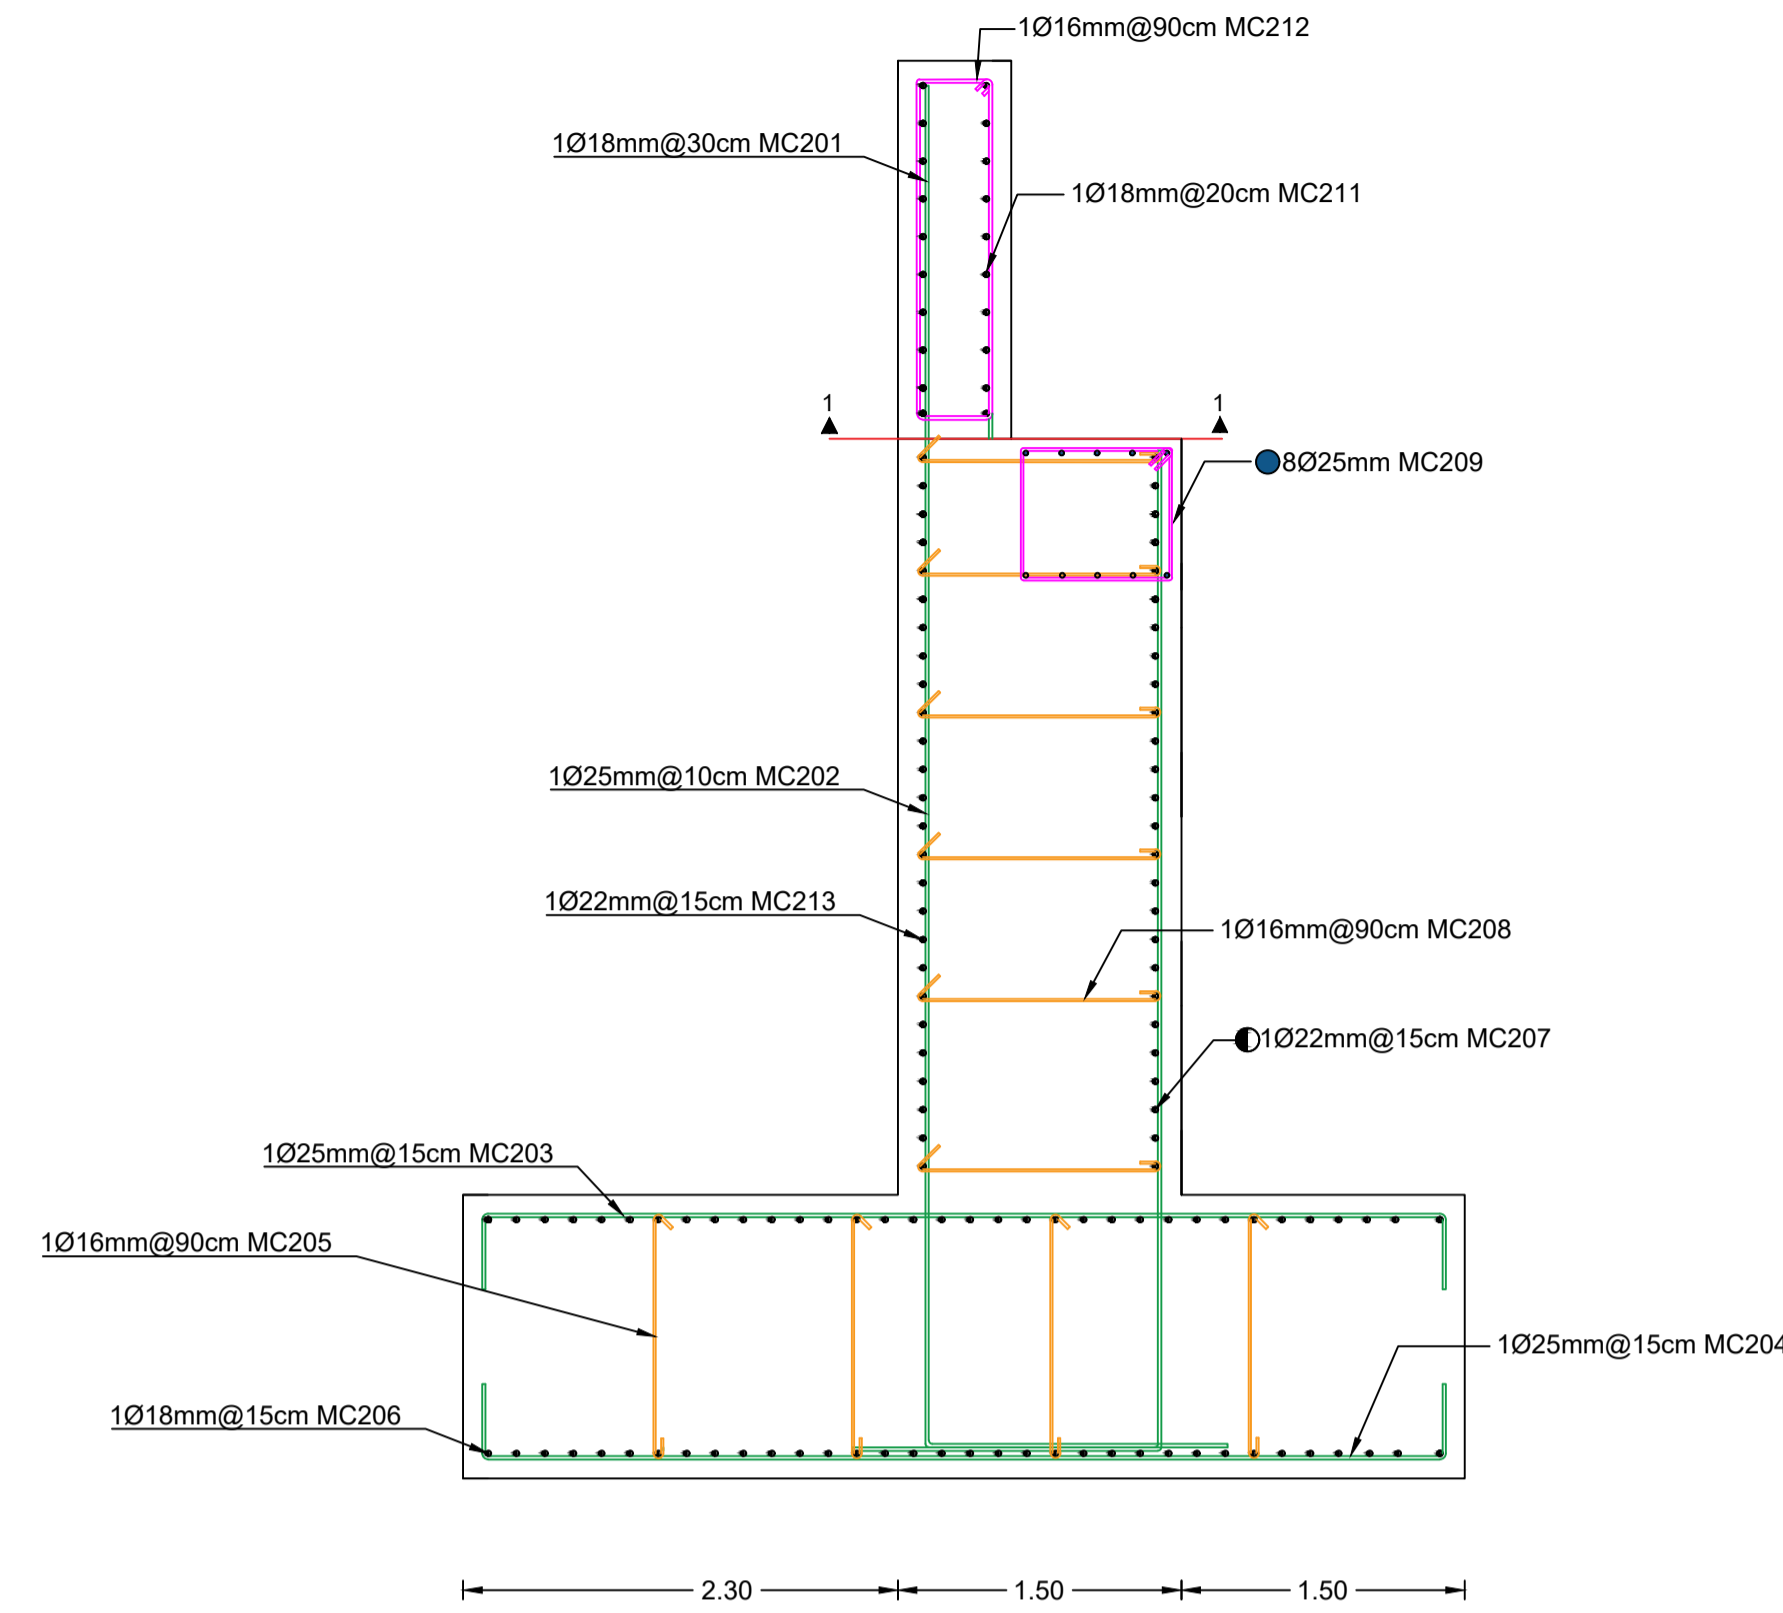 1Ø16mm@90cm MC212
1Ø18mm@30cm MC201
1Ø18mm@20cm MC211
1
1
8Ø25mm MC209
1Ø25mm@10cm MC202
1Ø22mm@15cm MC213
1Ø16mm@90cm MC208
1Ø22mm@15cm MC207
1Ø25mm@15cm MC203
1Ø16mm@90cm MC205
1Ø25mm@15cm MC204
1Ø18mm@15cm MC206
2.30
1.50
1.50